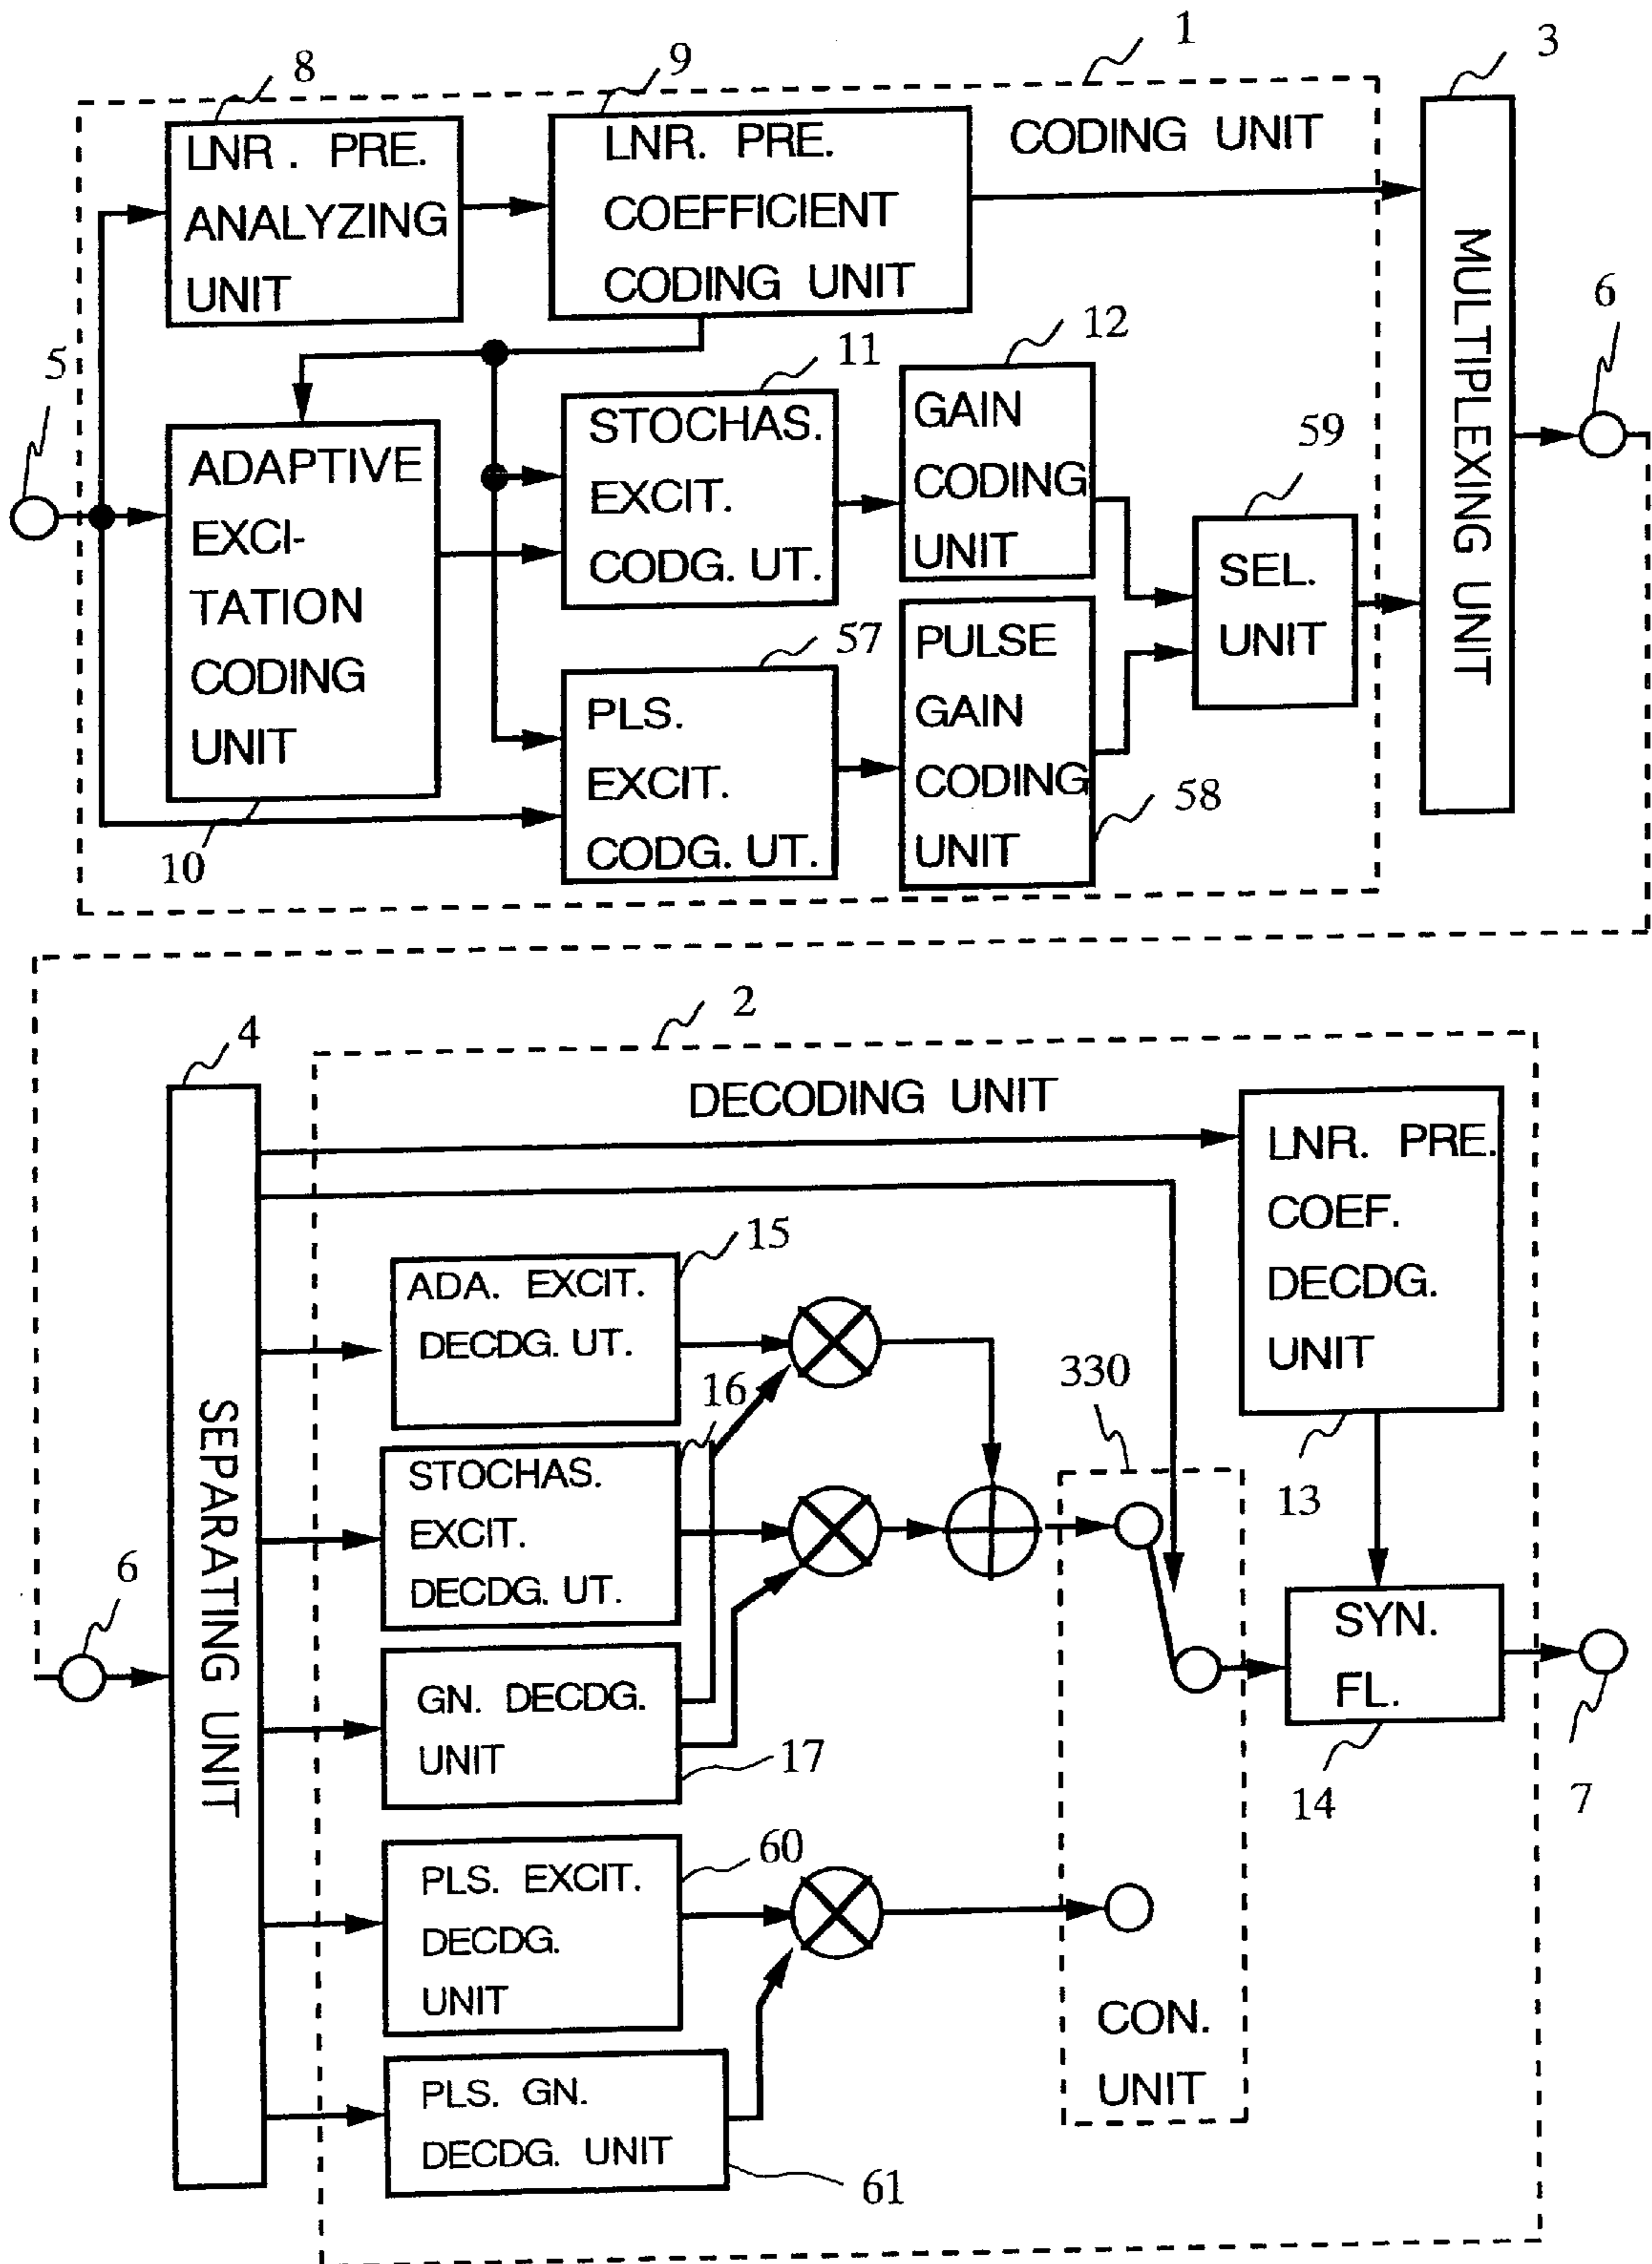 1
3
8
9
LNR. PRE.
ANALYZING
UNIT
LNR. PRE.
COEFFICIENT
CODING UNIT
CODING UNIT
MULTIPLEXING UNIT
6
5
11
12
59
ADAPTIVE
EXCI-
TATION
CODING
UNIT
10
STOCHAS.
EXCIT.
CODG. UT.
GAIN
CODING
UNIT
SEL.
UNIT
57
PLS.
EXCIT.
CODG. UT.
PULSE
GAIN
CODING
UNIT
58
2
4
DECODING UNIT
SEPARATING UNIT
6
LNR. PRE.
COEF.
DECDG.
UNIT
13
15
ADA. EXCIT.
DECDG. UT.
16
STOCHAS.
EXCIT.
DECDG. UT.
330
GN. DECDG.
UNIT
17
SYN.
FL.
14
7
60
PLS. EXCIT.
DECDG.
UNIT
CON.
UNIT
PLS. GN.
DECDG. UNIT
61